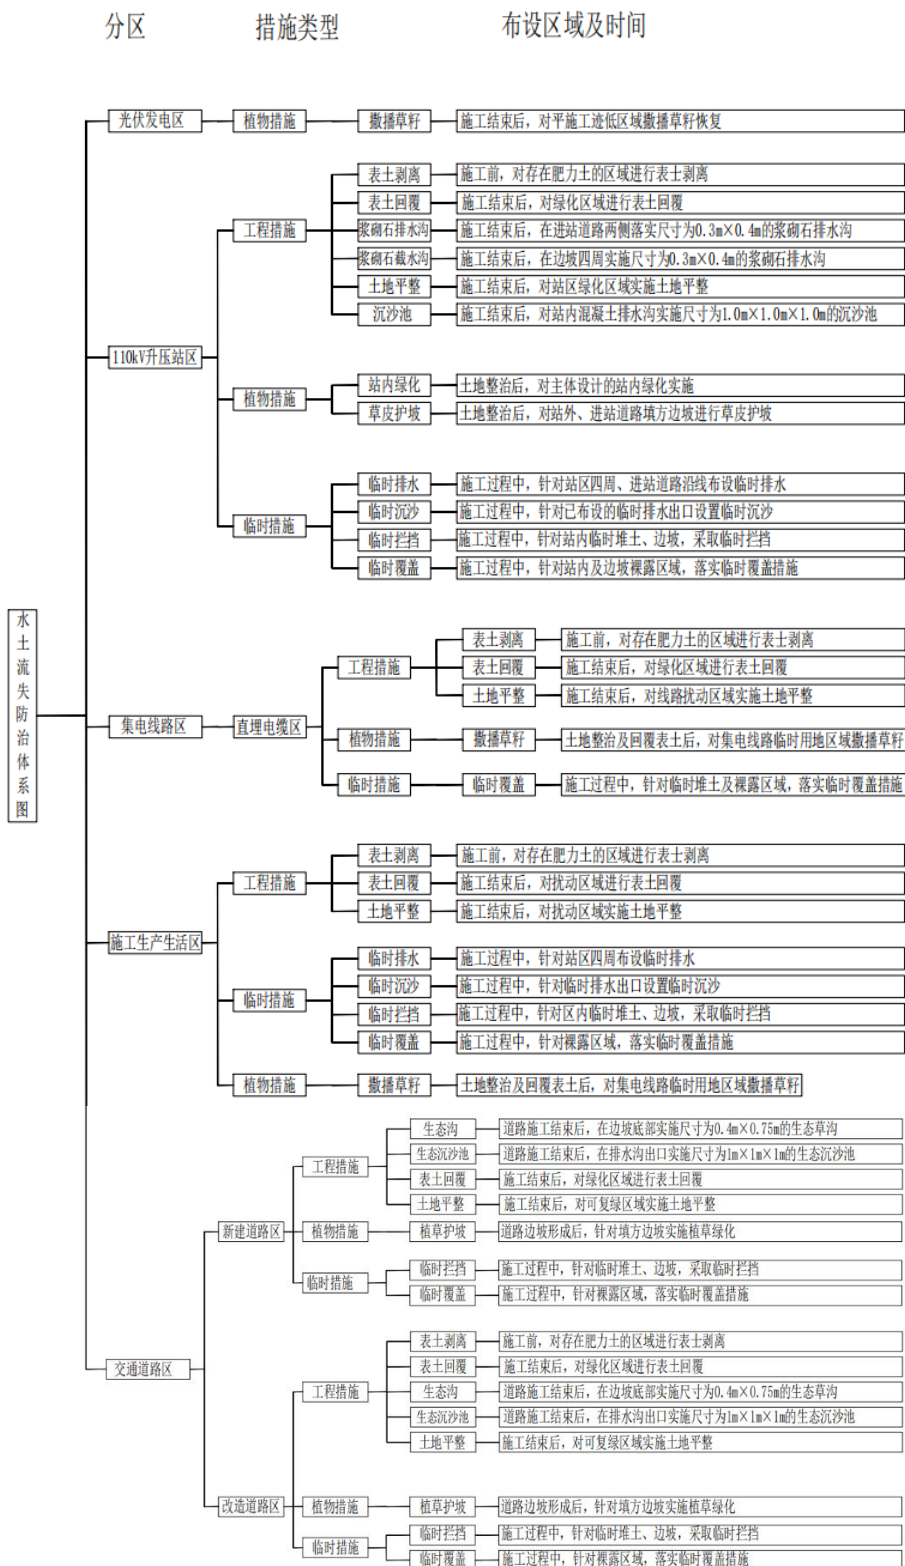 分区 措施类型 布设区域及时间
光伏发电区 植物措施 撒播草籽 施工结束后，对平施工迹低区域撒播草籽恢复
表土剥离 施工前，对存在肥力土的区域进行表士剥离
表土回覆 施工结束后，对绿化区域进行表土回覆
工程措施 浆砌石排水沟 施工结束后，在进站道路两侧落实尺寸为0.3m×0.4m的浆砌石排水沟
浆砌石截水沟 施工结束后，在边坡四周实施尺寸为0.3m×0.4m的浆砌石排水沟
土地平整 施工结束后，对站区绿化区域实施土地平整
沉沙池 施工结束后，对站内混凝土排水沟实施尺寸为1.0m×1.0m×1.0m的沉沙池
110kV升压站区
站内绿化 土地整治后，对主体设计的站内绿化实施
植物措施
草皮护坡 土地整治后，对站外、进站道路填方边坡进行草皮护坡
临时排水 施工过程中，针对站区四周、进站道路沿线布设临时排水
临时沉沙 施工过程中，针对已布设的临时排水出口设置临时沉沙
临时措施
临时拦挡 施工过程中，针对站内临时堆土、边坡，采取临时拦挡
临时覆盖 施工过程中，针对站内及边坡裸露区域，落实临时覆盖措施
水土流失防治体系图
表土剥离 施工前，对存在肥力土的区域进行表士剥离
工程措施 表土回覆 施工结束后，对绿化区域进行表土回覆
土地平整 施工结束后，对线路扰动区域实施土地平整
集电线路区 直埋电缆区
植物措施 撒播草籽 土地整治及回覆表土后，对集电线路临时用地区域撒播草籽
临时措施 临时覆盖 施工过程中，针对临时堆土及裸露区域，落实临时覆盖措施
表土剥离 施工前，对存在肥力土的区域进行表士剥离
工程措施 表土回覆 施工结束后，对扰动区域进行表土回覆
土地平整 施工结束后，对扰动区域实施土地平整
施工生产生活区
临时排水 施工过程中，针对站区四周布设临时排水
临时沉沙 施工过程中，针对临时排水出口设置临时沉沙
临时措施
临时拦挡 施工过程中，针对区内临时堆土、边坡，采取临时拦挡
临时覆盖 施工过程中，针对裸露区域，落实临时覆盖措施
植物措施 撒播草籽 土地整治及回覆表土后，对集电线路临时用地区域撒播草籽
生态沟 道路施工结束后，在边坡底部实施尺寸为0.4m×0.75m的生态草沟
生态沉沙池 道路施工结束后，在排水沟出口实施尺寸为1m×1m×1m的生态沉沙池
工程措施
表土回覆 施工结束后，对绿化区域进行表土回覆
土地平整 施工结束后，对可复绿区域实施土地平整
新建道路区 植物措施 植草护坡 道路边坡形成后，针对填方边坡实施植草绿化
临时拦挡 施工过程中，针对临时堆土、边坡，采取临时拦挡
临时措施
临时覆盖 施工过程中，针对裸露区域，落实临时覆盖措施
交通道路区
表土剥离 施工前，对存在肥力土的区域进行表士剥离
表土回覆 施工结束后，对绿化区域进行表土回覆
工程措施 生态沟 道路施工结束后，在边坡底部实施尺寸为0.4m×0.75m的生态草沟
生态沉沙池 道路施工结束后，在排水沟出口实施尺寸为1m×1m×1m的生态沉沙池
土地平整 施工结束后，对可复绿区域实施土地平整
改造道路区 植物措施 植草护坡 道路边坡形成后，针对填方边坡实施植草绿化
临时拦挡 施工过程中，针对临时堆土、边坡，采取临时拦挡
临时措施
临时覆盖 施工过程中，针对裸露区域，落实临时覆盖措施